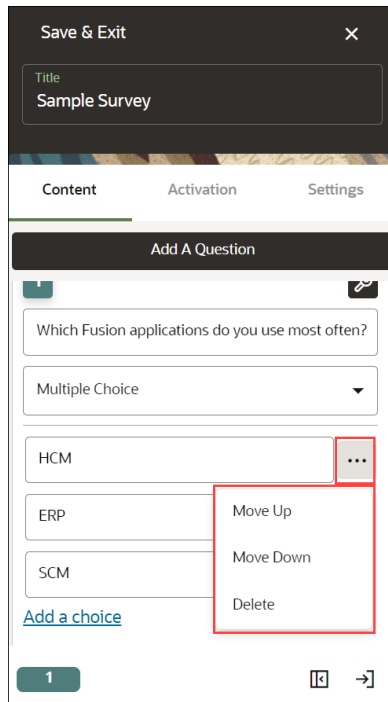 Save & Exit
Title
Sample Survey
Content Activation Settings
Add A Question
1
Which Fusion applications do you use most often?
Multiple Choice
HCM
ERP
SCM
Move Up
Move Down
Delete
Add a choice
1